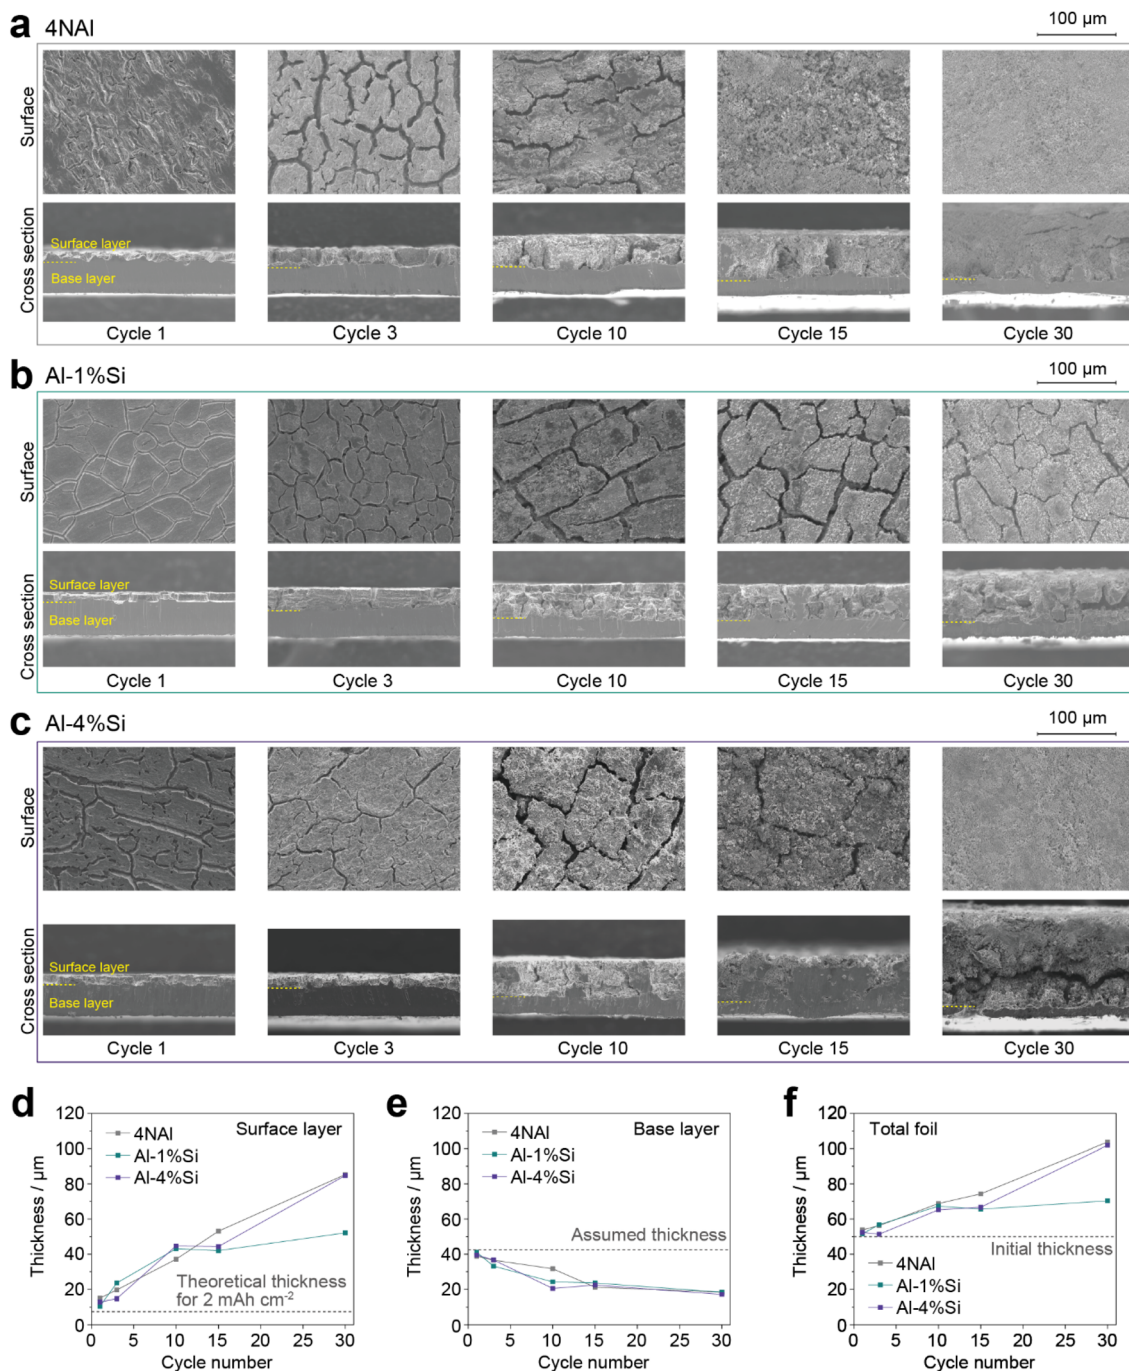 a 4NAl
100 µm
Surface
Cross section
Surface layer
Base layer
Cycle 1
Cycle 3
Cycle 10
Cycle 15
Cycle 30
b Al-1%Si
100 µm
Surface
Cross section
Surface layer
Base layer
Cycle 1
Cycle 3
Cycle 10
Cycle 15
Cycle 30
c Al-4%Si
100 µm
Surface
Cross section
Surface layer
Base layer
Cycle 1
Cycle 3
Cycle 10
Cycle 15
Cycle 30
d
Thickness / µm
120
100
80
60
40
20
0
4NAl
Al-1%Si
Al-4%Si
Surface layer
Theoretical thickness
for 2 mAh cm⁻²
0 5 10 15 20 25 30
Cycle number
e
Thickness / µm
120
100
80
60
40
20
0
4NAl
Al-1%Si
Al-4%Si
Base layer
Assumed thickness
0 5 10 15 20 25 30
Cycle number
f
Thickness / µm
120
100
80
60
40
20
0
Total foil
Initial thickness
4NAl
Al-1%Si
Al-4%Si
0 5 10 15 20 25 30
Cycle number